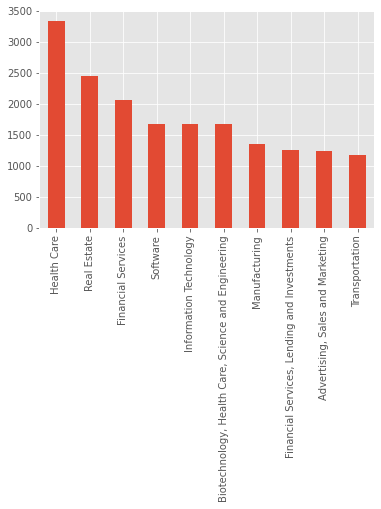 3500
3000
2500
2000
1500
1000
500
0
Health Care
Real Estate
Financial Services
Software
Information Technology
Biotechnology, Health Care, Science and Engineering
Manufacturing
Financial Services, Lending and Investments
Advertising, Sales and Marketing
Transportation